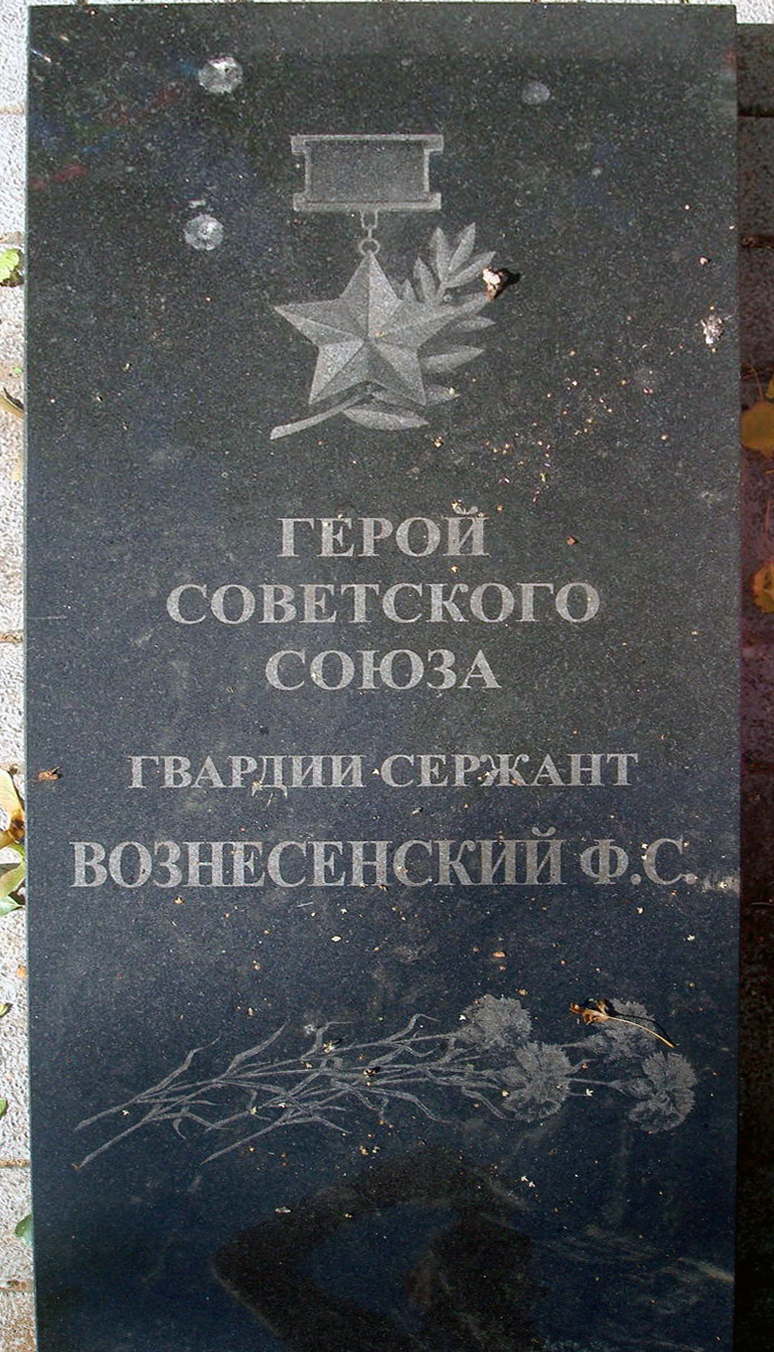 ГЕРОЙ
СОВЕТСКОГО
СОЮЗА
ГВАРДИИ СЕРЖАНТ
ВОЗНЕСЕНСКИЙ Ф.С.